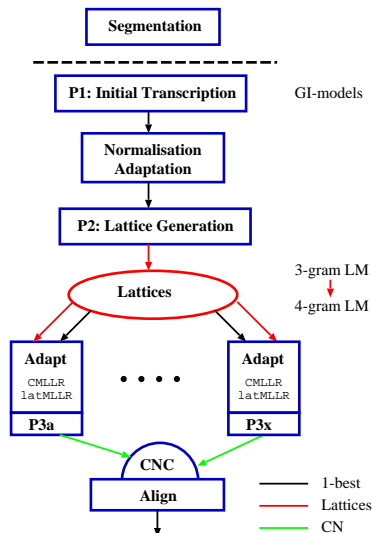 Segmentation
P1: Initial Transcription
GI-models
Normalisation
Adaptation
P2: Lattice Generation
Lattices
3-gram LM
4-gram LM
Adapt
CMLLR
latMLLR
P3a
Adapt
CMLLR
latMLLR
P3x
CNC
Align
1-best
Lattices
CN